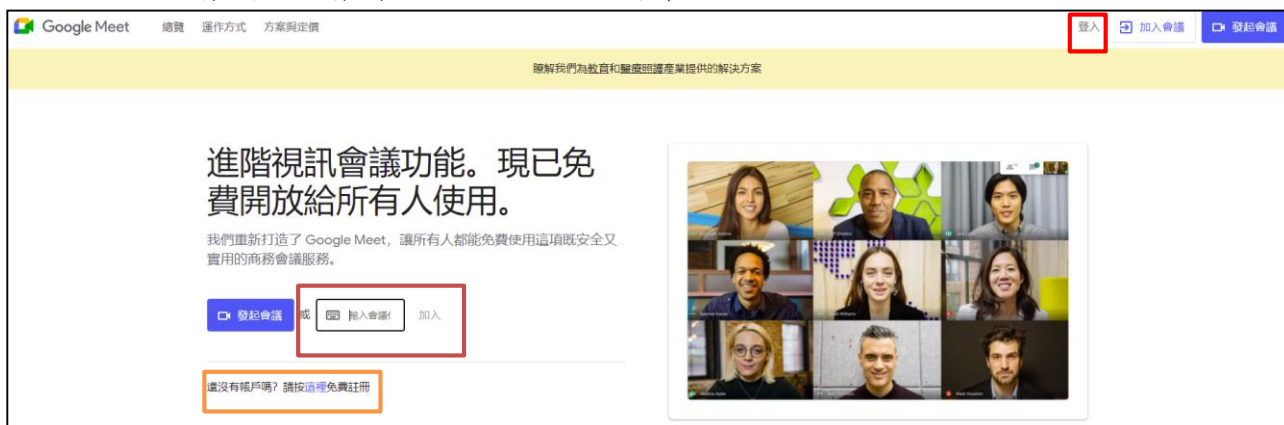 Google Meet 總覽 運作方式 方案與定價 登入 加入會議 發起會議
瞭解我們為教育和醫療照護產業提供的解決方案
進階視訊會議功能。現已免
費開放給所有人使用。
我們重新打造了 Google Meet，讓所有人都能免費使用這項既安全又
實用的商務會議服務。
發起會議 或 輸入會議 加入
還沒有帳戶嗎？請按這裡免費註冊